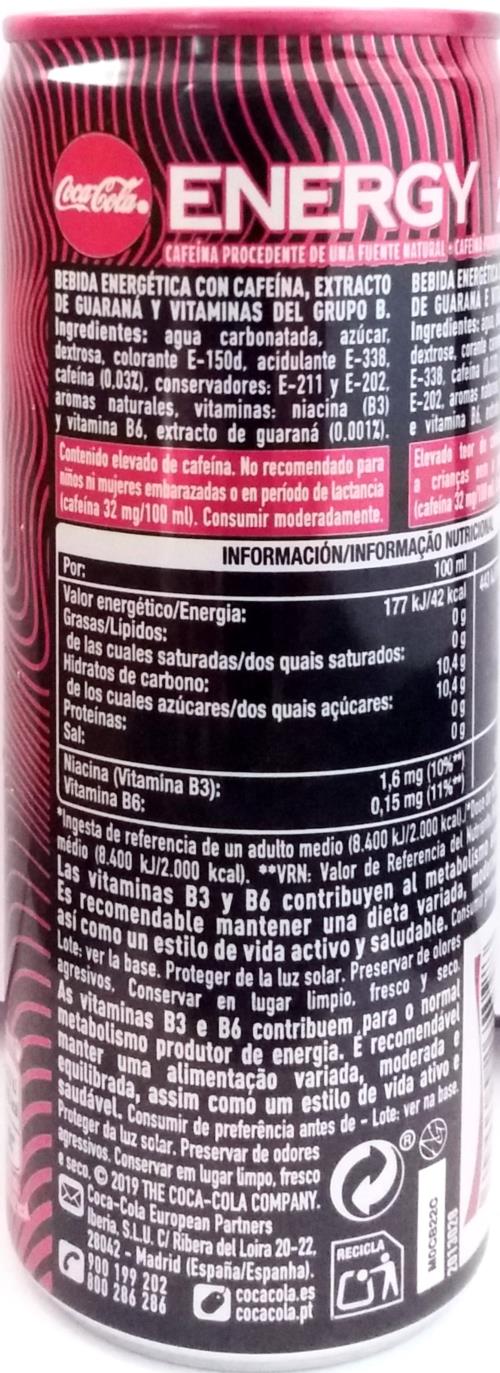 Coca-Cola
ENERGY
CAFEÍNA PROCEDENTE DE UNA FUENTE NATURAL •
BEBIDA ENERGÉTICA CON CAFEÍNA, EXTRACTO
DE GUARANÁ Y VITAMINAS DEL GRUPO B.
Ingredientes: agua carbonatada, azúcar,
dextrosa, colorante E-150d, acidulante E-338,
cafeína (0.03%), conservadores: E-211 y E-202,
aromas naturales, vitaminas: niacina (B3)
y vitamina B6, extracto de guaraná (0.001%).
Contenido elevado de cafeína. No recomendado para
niños ni mujeres embarazadas o en periodo de lactancia
(cafeína 32 mg/100 ml). Consumir moderadamente.
BEBIDA
DE GUARANÁ E
Ingredientes:
dextrose, corante
E-338, cafeína
E-202, aromas
e vitamina B6,
Elevado teor de
a crianças
(cafeína 32
INFORMACIÓN/INFORMAÇÃO
Por: 100 ml
Valor energético/Energia: 177 kJ/42 kcal
Grasas/Lípidos: 0 g
de las cuales saturadas/dos quais saturados: 0 g
Hidratos de carbono: 10,4 g
de los cuales azúcares/dos quais açúcares: 10,4 g
Proteínas: 0 g
Sal: 0 g
Niacina (Vitamina B3): 1,6 mg (10%**)
Vitamina B6: 0,15 mg (11%**)
*Ingesta de referencia de un adulto medio (8.400 kJ/2.000 kcal)./*Dose
médio (8.400 kJ/2.000 kcal). **VRN: Valor de Referencia del
Las vitaminas B3 y B6 contribuyen al metabolismo
Es recomendable mantener una dieta variada,
así como un estilo de vida activo y saludable.
Lote: ver la base. Proteger de la luz solar. Preservar de olores
agresivos. Conservar en lugar limpio, fresco y seco.
As vitaminas B3 e B6 contribuem para o normal
metabolismo produtor de energia. É recomendável
manter uma alimentação variada, moderada e
equilibrada, assim como um estilo de vida ativo e
saudável. Consumir de preferência antes de - Lote: ver na base.
Proteger da luz solar. Preservar de odores
agressivos. Conservar em lugar limpo, fresco
e seco. © 2019 THE COCA-COLA COMPANY.
Coca-Cola European Partners
Iberia, S.L.U. C/ Ribera del Loira 20-22,
28042 - Madrid (España/Espanha).
900 199 202
800 286 286
cocacola.es
cocacola.pt
®
RECICLA
M0CB22C